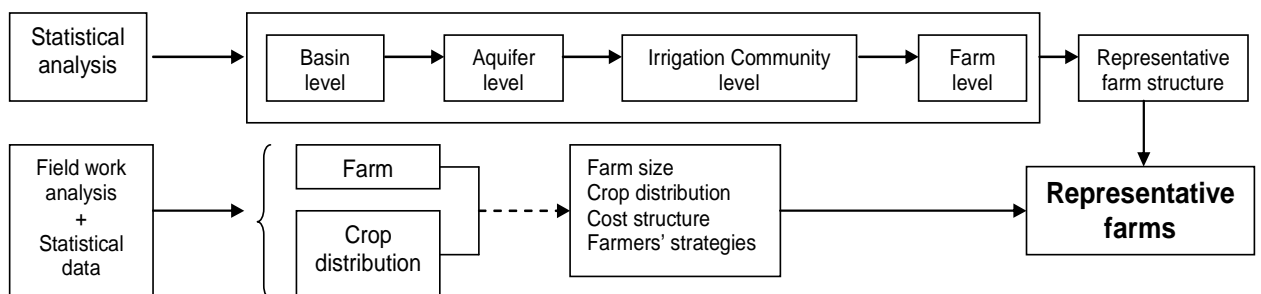 Statistical
analysis
Basin
level
Aquifer
level
Irrigation Community
level
Farm
level
Representative
farm structure
Field work
analysis
+
Statistical
data
Farm
Crop
distribution
Farm size
Crop distribution
Cost structure
Farmers’ strategies
Representative
farms